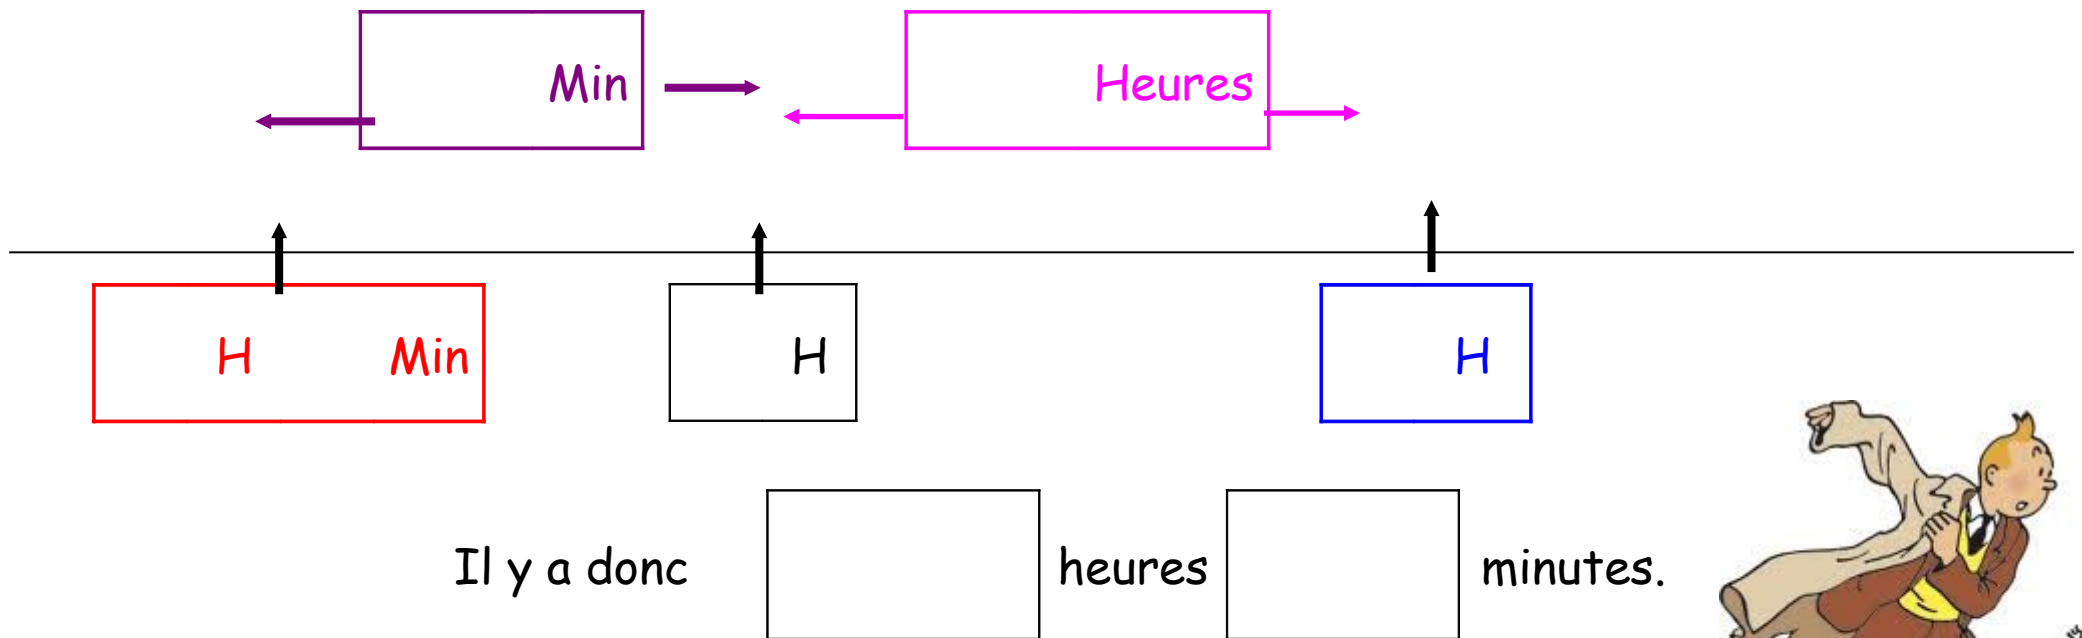 Min Heures
H Min H H
Il y a donc heures minutes.